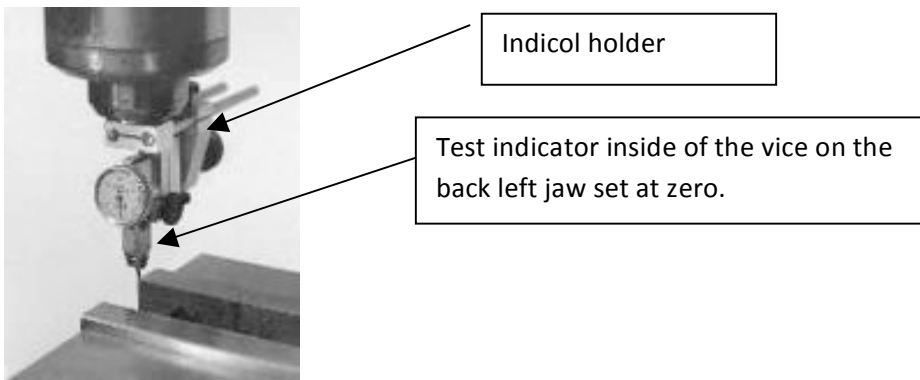 Indicol holder
Test indicator inside of the vice on the
back left jaw set at zero.